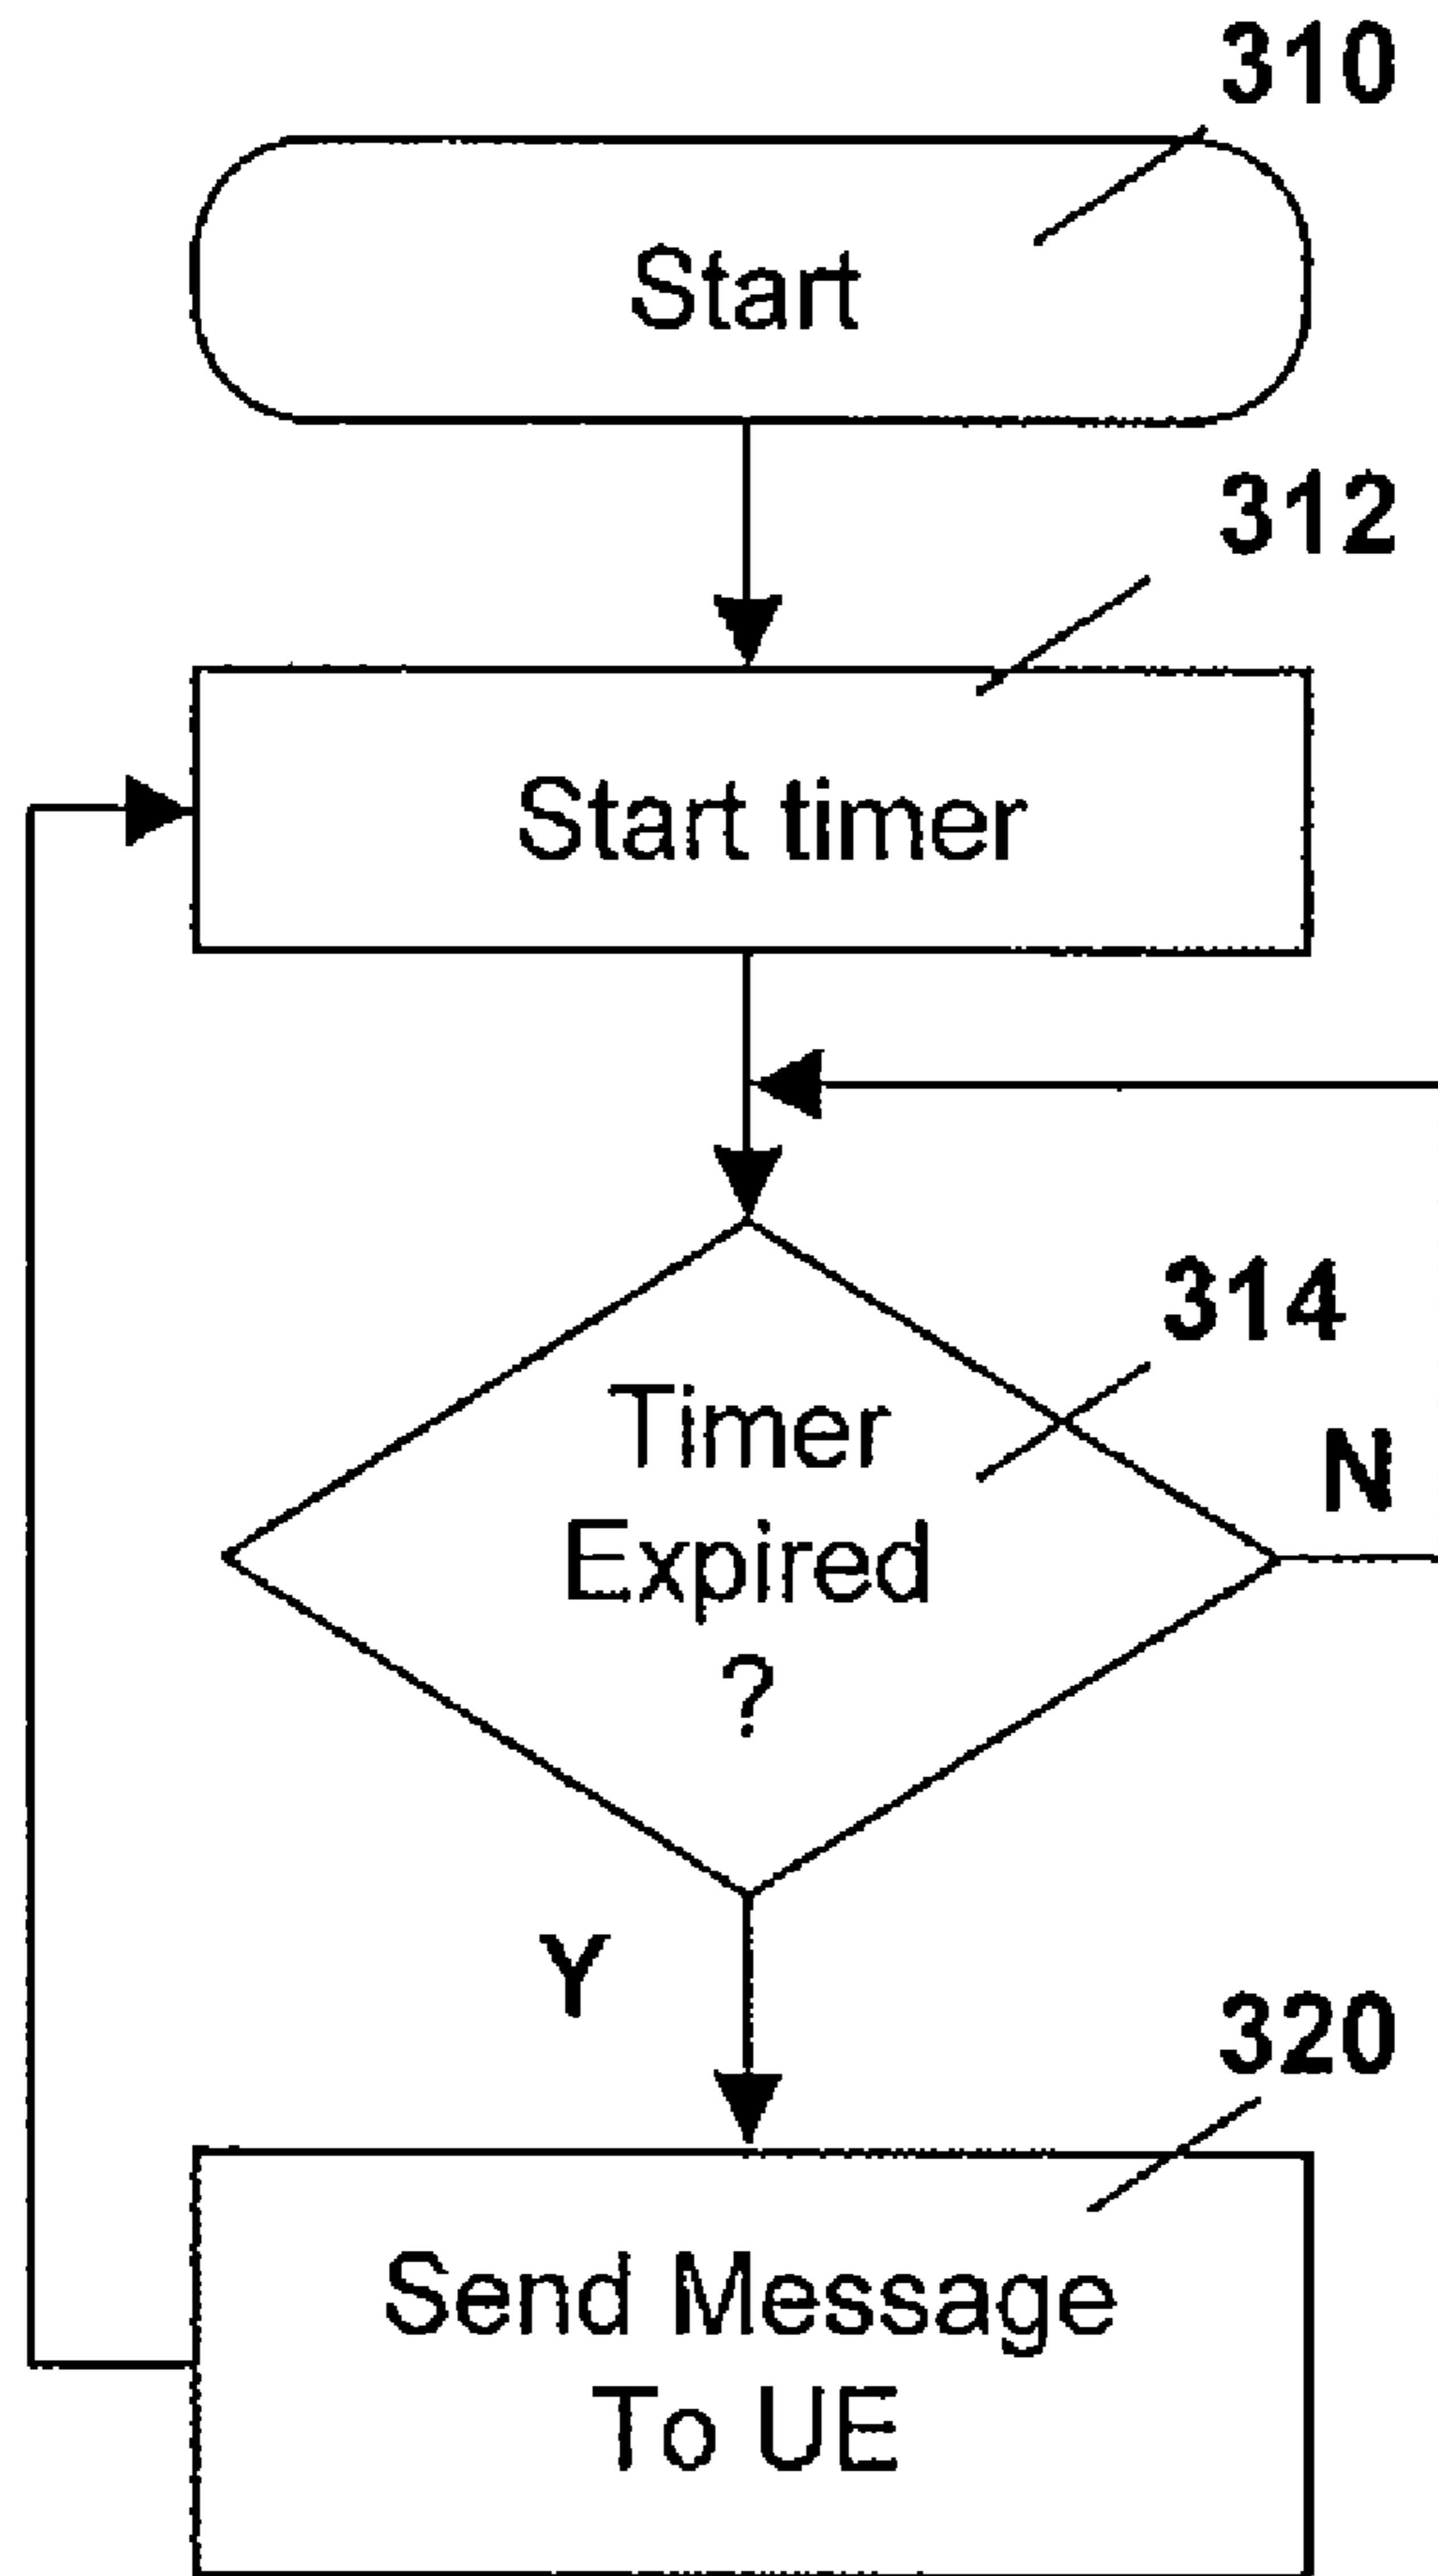 310
Start
312
Start timer
314
Timer
N
Expired
?
Y
320
Send Message
To UE